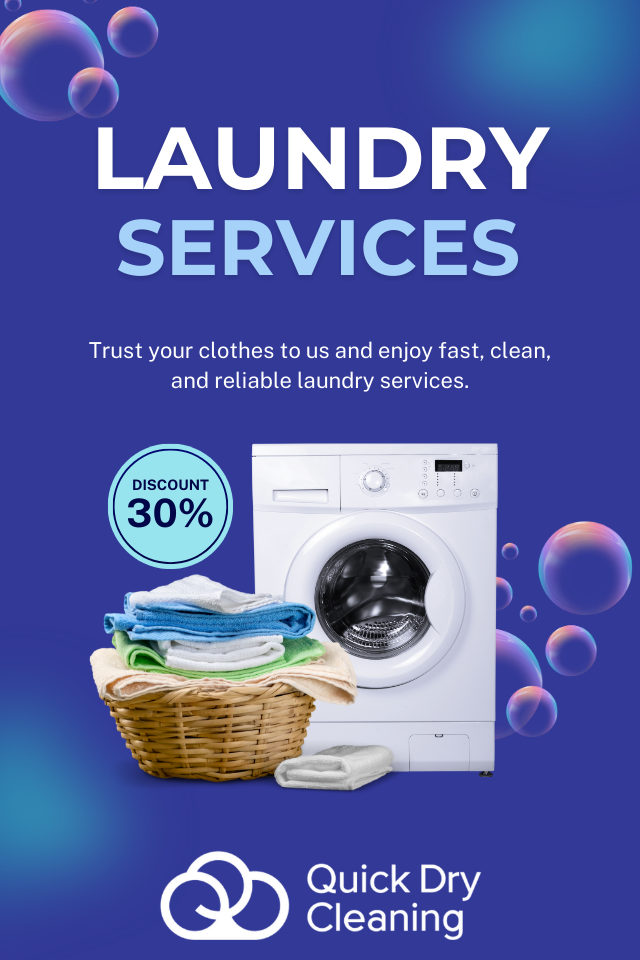 LAUNDRY
SERVICES
Trust your clothes to us and enjoy fast, clean,
and reliable laundry services.
DISCOUNT
30%
Quick Dry
Cleaning